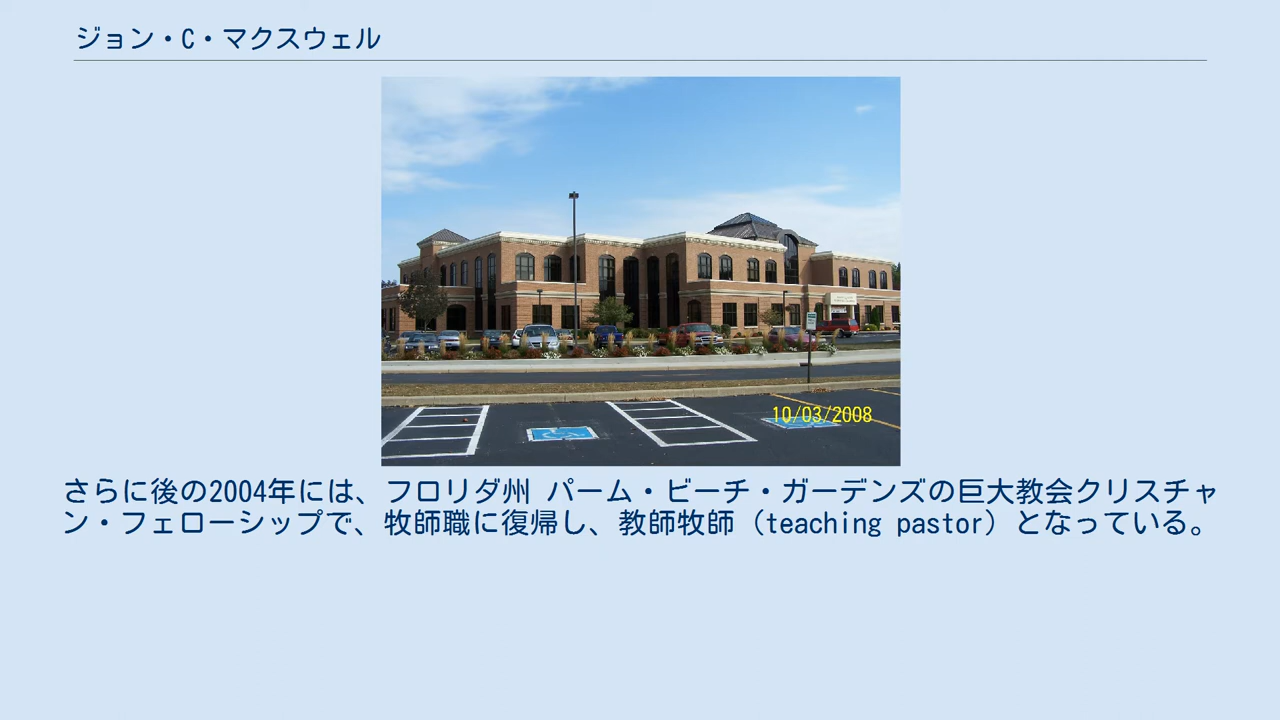 ジョン・C・マクスウェル
10/03/2008
さらに後の2004年には、フロリダ州 パーム・ビーチ・ガーデンズの巨大教会クリスチャ
ン・フェローシップで、牧師職に復帰し、教師牧師（teaching pastor）となっている。